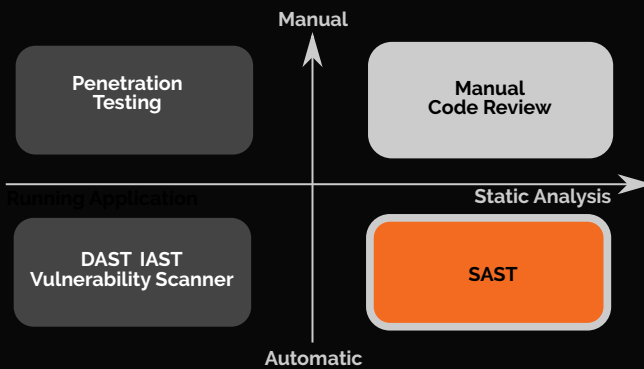 Manual
Penetration
Testing
Manual
Code Review
Running Application
Static Analysis
DAST IAST
Vulnerability Scanner
SAST
Automatic